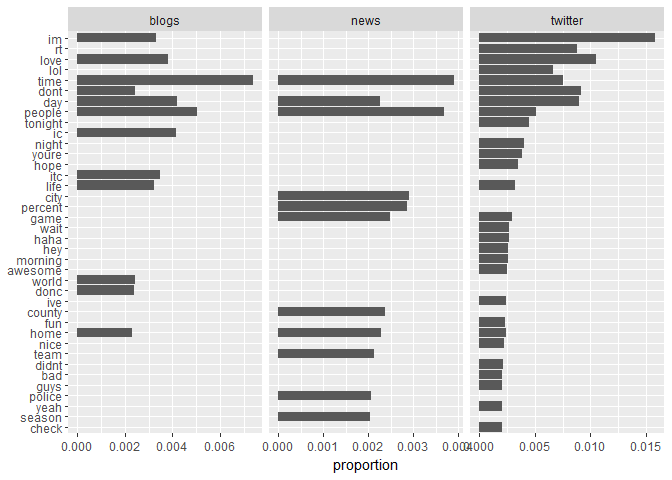 blogs news twitter
im
rt
love
lol
time
dont
day
people
tonight
ic
night
youre
hope
itc
life
city
percent
game
wait
haha
hey
morning
awesome
world
donc
ive
county
fun
home
nice
team
didnt
bad
guys
police
yeah
season
check
0.000 0.002 0.004 0.006 0.000 0.001 0.002 0.003 0.004 0.000 0.005 0.010 0.015
proportion